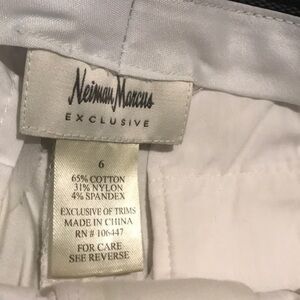 Neiman Marcus
EXCLUSIVE
6
65% COTTON
31% NYLON
4% SPANDEX
EXCLUSIVE OF TRIMS
MADE IN CHINA
RN # 106447
FOR CARE
SEE REVERSE